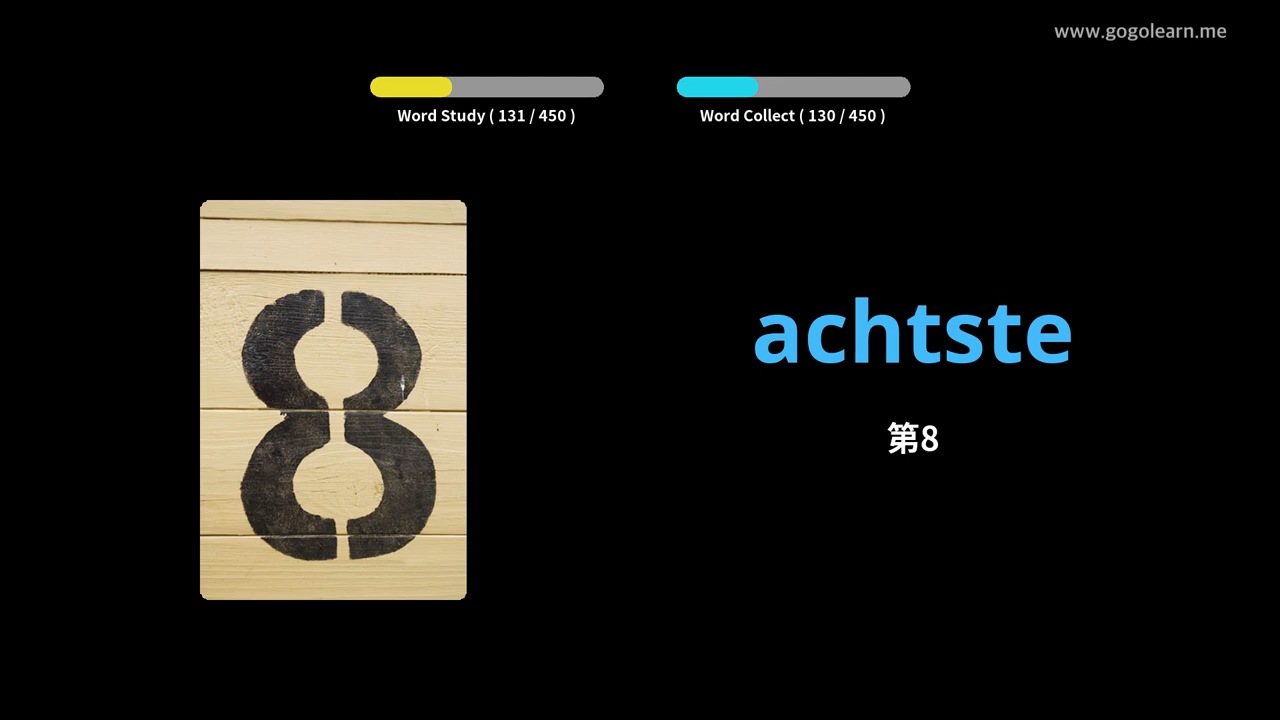 www.gogolearn.me
Word Study ( 131 / 450 )
Word Collect ( 130 / 450 )
8
achtste
第8